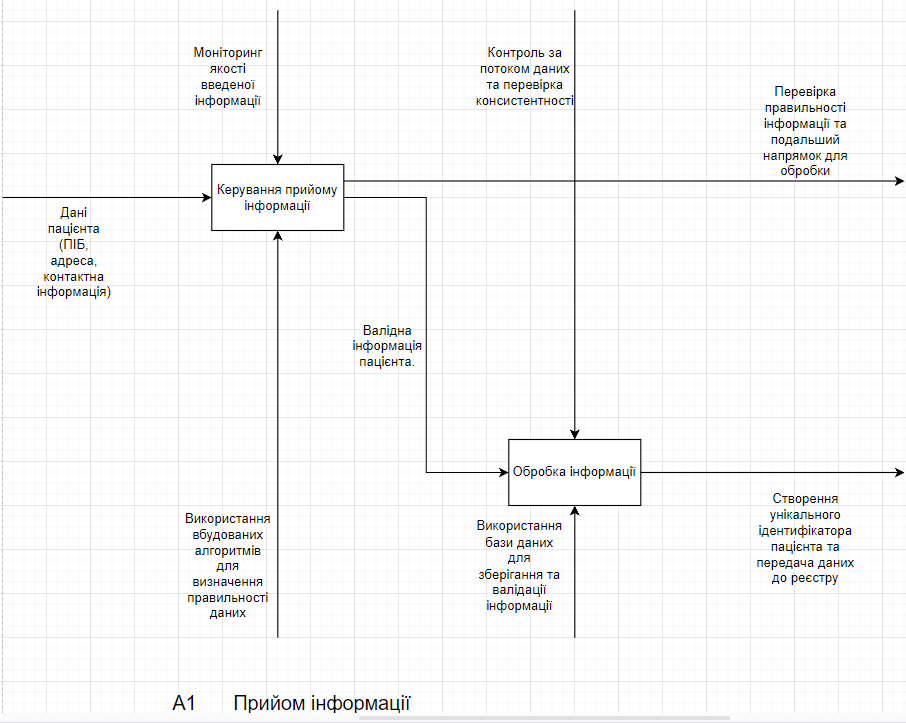 Моніторинг
якості
введеної
інформації
Контроль за
потоком даних
та перевірка
консистентності
Перевірка
правильності
інформації та
подальший
напрямок для
обробки
Керування прийому
інформації
Дані
пацієнта
(ПІБ,
адреса,
контактна
інформація)
Валідна
інформація
пацієнта.
Обробка інформації
Використання
вбудованих
алгоритмів
для
визначення
правильності
даних
Використання
бази даних
для
зберігання та
валідації
інформації
Створення
унікального
ідентифікатора
пацієнта та
передача даних
до реєстру
А1 Прийом інформації